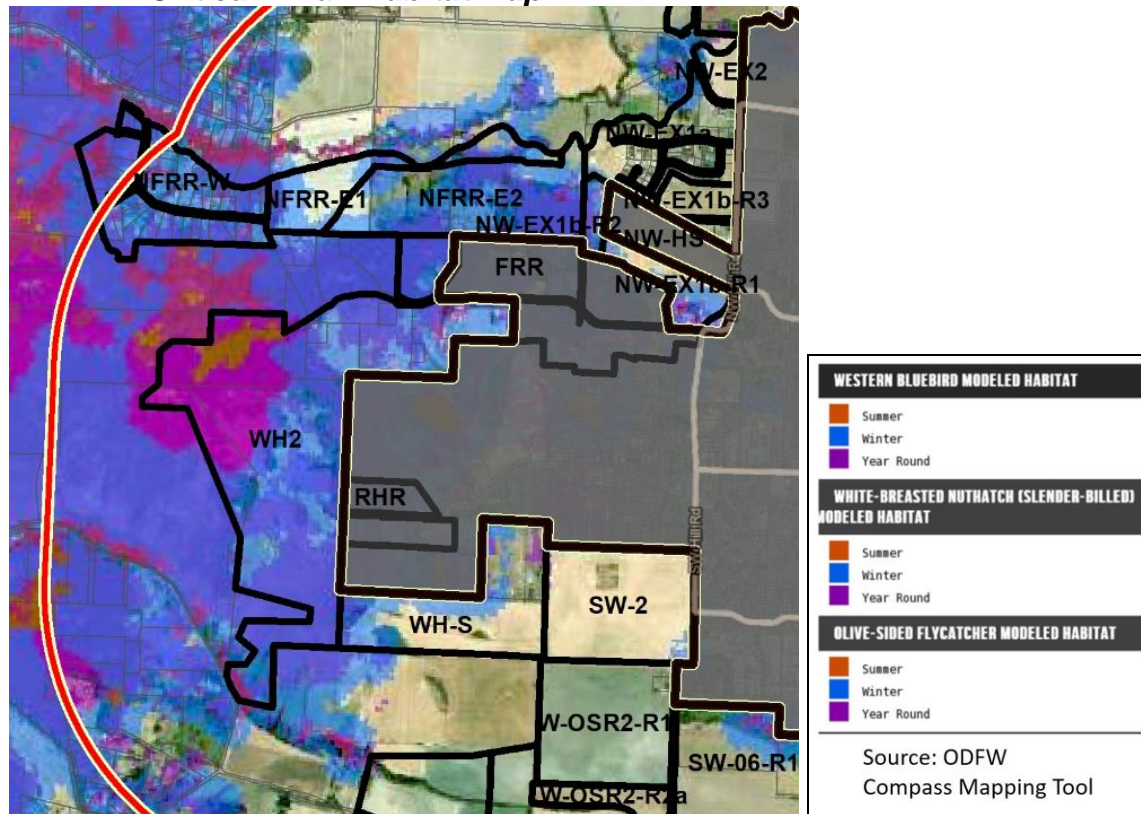 NW-EX2
NW-EX1a
NFRR-W
NFRR-E1
NFRR-E2
NW-EX1b-R3
NW-EX1b-R2
NW-HS
FRR
NW-EX1b-R1
WH2
RHR
SW Hill Rd
SW-2
WH-S
W-OSR2-R1
SW-06-R1
W-OSR2-R2a
WESTERN BLUEBIRD MODELED HABITAT
Summer
Winter
Year Round
WHITE-BREASTED NUTHATCH (SLENDER-BILLED)
MODELED HABITAT
Summer
Winter
Year Round
OLIVE-SIDED FLYCATCHER MODELED HABITAT
Summer
Winter
Year Round
Source: ODFW
Compass Mapping Tool